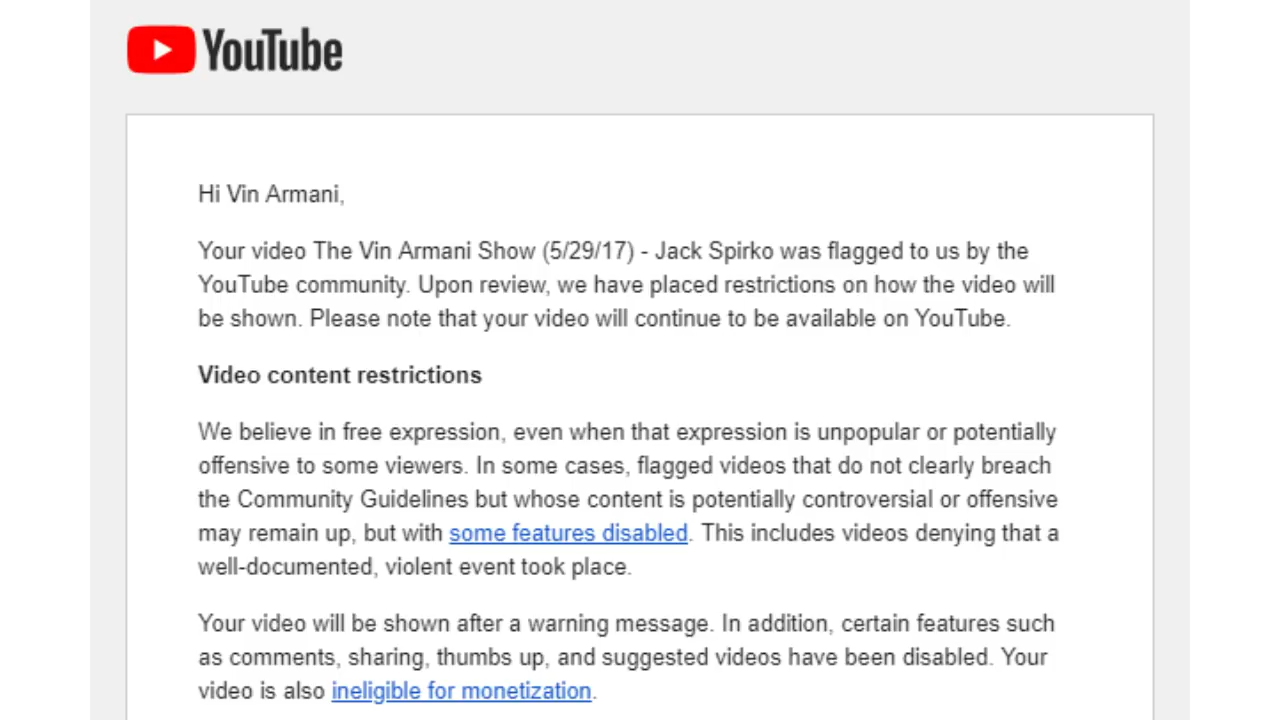 YouTube
Hi Vin Armani,
Your video The Vin Armani Show (5/29/17) - Jack Spirko was flagged to us by the
YouTube community. Upon review, we have placed restrictions on how the video will
be shown. Please note that your video will continue to be available on YouTube.
Video content restrictions
We believe in free expression, even when that expression is unpopular or potentially
offensive to some viewers. In some cases, flagged videos that do not clearly breach
the Community Guidelines but whose content is potentially controversial or offensive
may remain up, but with some features disabled. This includes videos denying that a
well-documented, violent event took place.
Your video will be shown after a warning message. In addition, certain features such
as comments, sharing, thumbs up, and suggested videos have been disabled. Your
video is also ineligible for monetization.